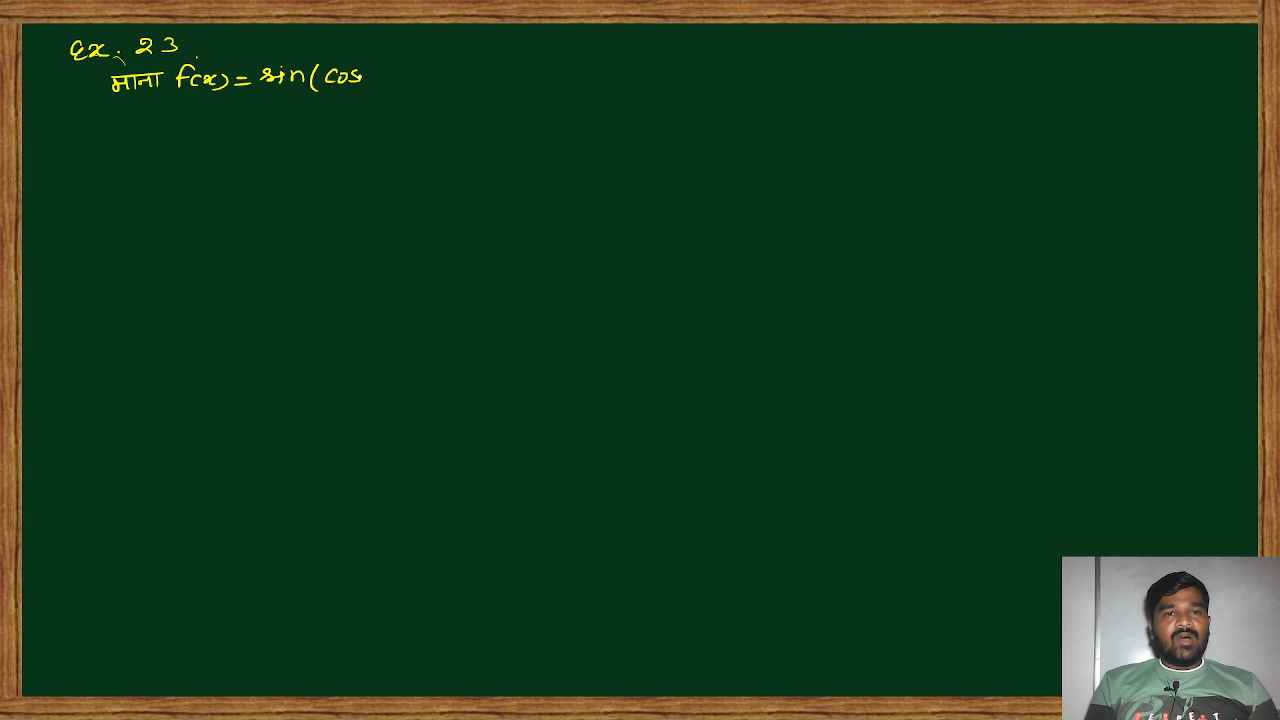 Ex. 23
माना f(x) = sin( cos